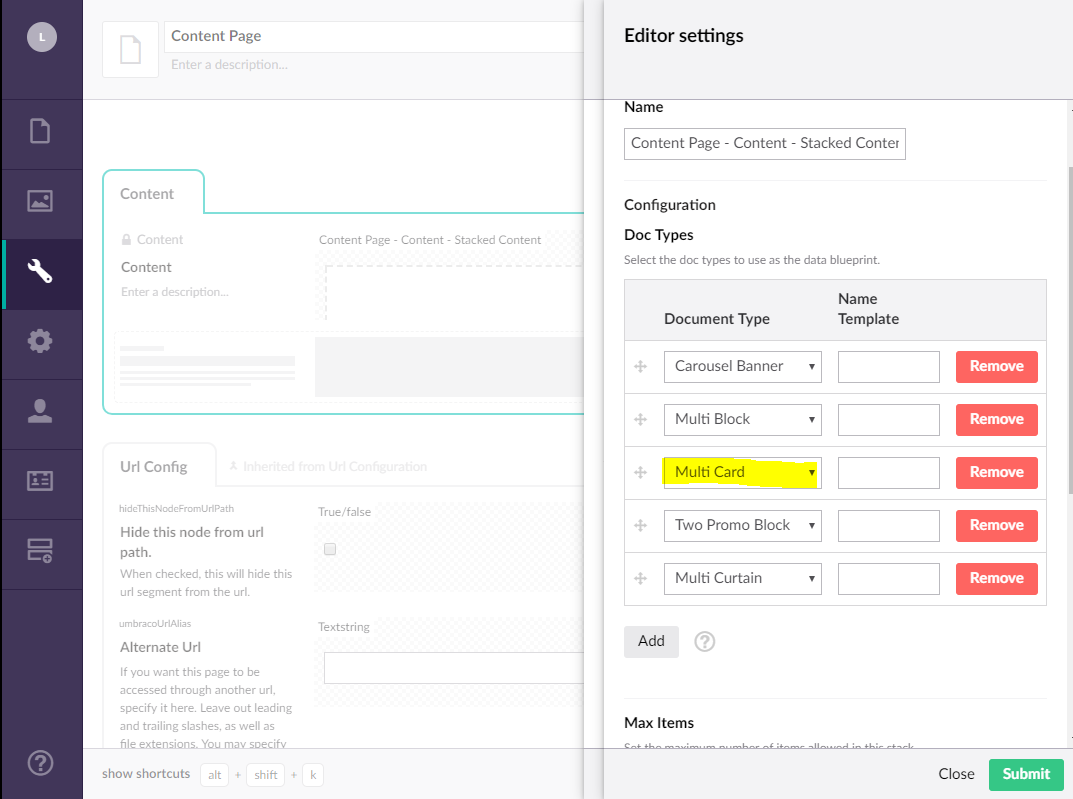 L
Content Page
Enter a description...
Content
Content
Content
Enter a description...
Content Page - Content - Stacked Content
Url Config
Inherited from Url Configuration
hideThisNodeFromUrlPath
Hide this node from url
path.
When checked, this will hide this
url segment from the url.
True/false
umbracoUrlAlias
Alternate Url
If you want this page to be
accessed through another url,
specify it here. Leave out leading
and trailing slashes, as well as
file extensions. You may specify
Textstring
show shortcuts alt + shift + k
Editor settings
Name
Content Page - Content - Stacked Conter
Configuration
Doc Types
Select the doc types to use as the data blueprint.
Document Type
Name
Template
Carousel Banner Remove
Multi Block Remove
Multi Card Remove
Two Promo Block Remove
Multi Curtain Remove
Add ?
Max Items
Set the maximum number of items allowed in this stack.
Close Submit
?